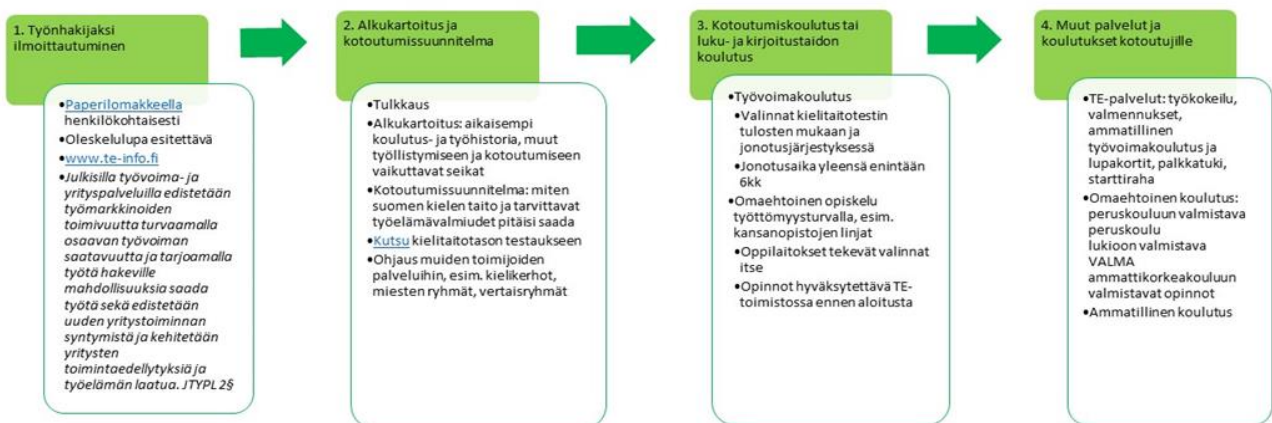 1. Työnhakijaksi
ilmoittautuminen
•Paperilomakkeella
henkilökohtaisesti
•Oleskelulupa esitettävä
•www.te-info.fi
•Julkisilla työvoima- ja
yrityspalveluilla edistetään
työmarkkinoiden
toimivuutta turvaamalla
osaavan työvoiman
saatavuutta ja tarjoamalla
työtä hakeville
mahdollisuuksia saada
työtä sekä edistetään
uuden yritystoiminnan
syntymistä ja kehitetään
yritysten
toimintaedellytyksiä ja
työelämän laatua. JTYPL 2§
2. Alkukartoitus ja
kotoutumissuunnitelma
•Tulkkaus
•Alkukartoitus: aikaisempi
koulutus- ja työhistoria, muut
työllistymiseen ja kotoutumiseen
vaikuttavat seikat
•Kotoutumissuunnitelma: miten
suomen kielen taito ja tarvittavat
työelämävalmiudet pitäisi saada
•Kutsu kielitaitotason testaukseen
•Ohjaus muiden toimijoiden
palveluihin, esim. kielikerhot,
miesten ryhmät, vertaisryhmät
3. Kotoutumiskoulutus tai
luku- ja kirjoitustaidon
koulutus
•Työvoimakoulutus
•Valinnat kielitaitotestin
tulosten mukaan ja
jonotusjärjestyksessä
•Jonotusaika yleensä enintään
6kk
•Omaehtoinen opiskelu
työttömyysturvalla, esim.
kansanopistojen linjat
•Oppilaitokset tekevät valinnat
itse
•Opinnot hyväksytettävä TE-
toimistossa ennen aloitusta
4. Muut palvelut ja
koulutukset kotoutujille
•TE-palvelut: työkokeilu,
valmennukset,
ammatillinen
työvoimakoulutus ja
lupakortit, palkkatuki,
starttiraha
•Omaehtoinen koulutus:
peruskouluun valmistava
peruskoulu
lukioon valmistava
VALMA
ammattikorkeakouluun
valmistavat opinnot
•Ammatillinen koulutus